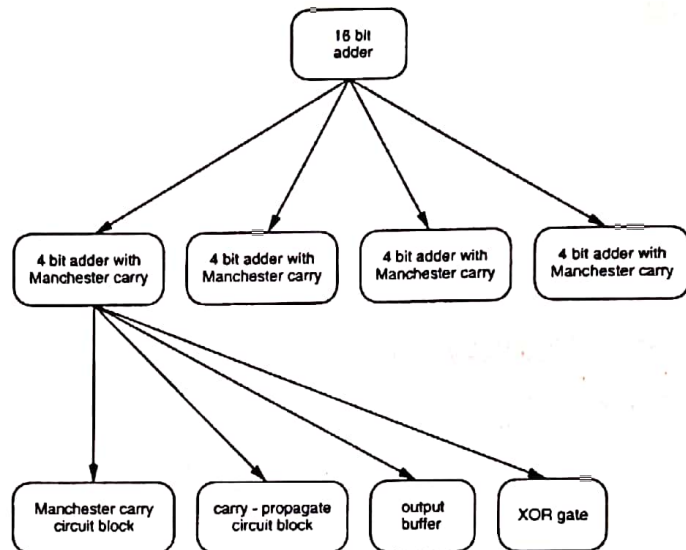 16 bit
adder
4 bit adder with
Manchester carry
4 bit adder with
Manchester carry
4 bit adder with
Manchester carry
4 bit adder with
Manchester carry
Manchester carry
circuit block
carry - propagate
circuit block
output
buffer
XOR gate